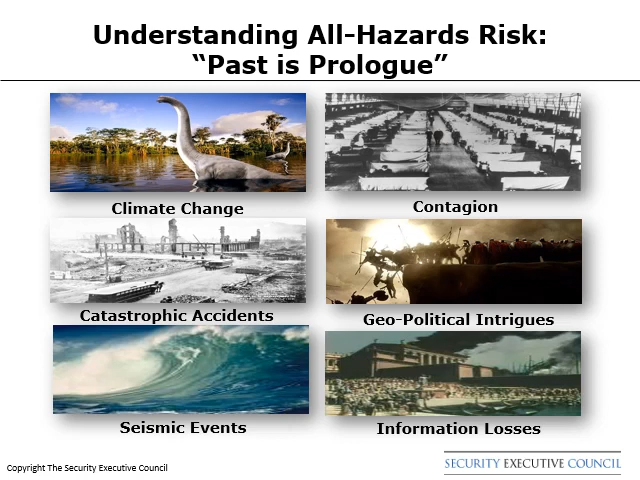 Understanding All-Hazards Risk:
“Past is Prologue”
Climate Change
Contagion
Catastrophic Accidents
Geo-Political Intrigues
Seismic Events
Information Losses
Copyright The Security Executive Council
SECURITY EXECUTIVE COUNCIL